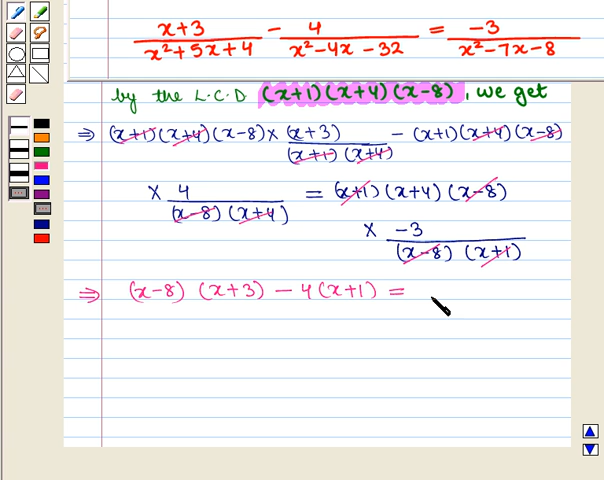 x+3/x²+5x+4 − 4/x²−4x−32 = −3/x²−7x−8
by the L.C.D (x+1)(x+4)(x−8), we get
⇒ (x+1)(x+4)(x−8) × (x+3)/(x+1)(x+4) − (x+1)(x+4)(x−8)
× 4/(x−8)(x+4) = (x+1)(x+4)(x−8)
× −3/(x−8)(x+1)
⇒ (x−8)(x+3) − 4(x+1) =